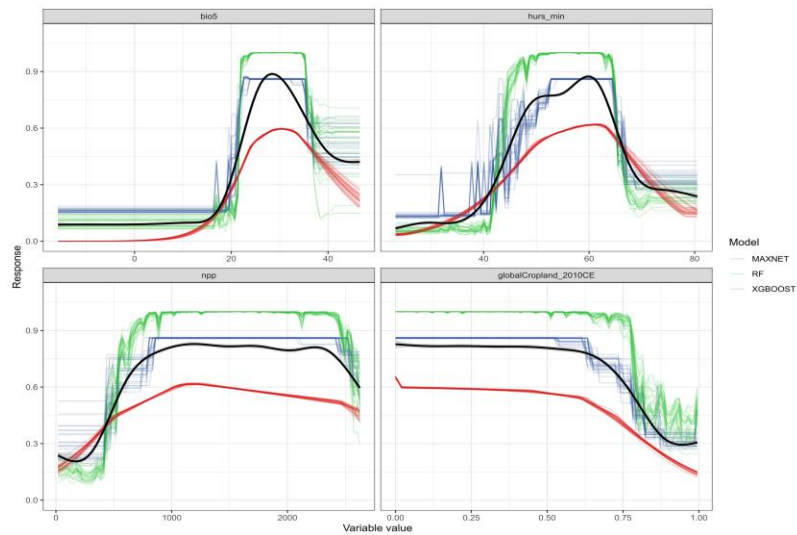 bio5
hurs_min
0.9
0.6
0.3
0.0
0
20
40
40
60
80
npp
globalCropland_2010CE
0.9
0.6
0.3
0.0
0
1000
2000
0.00
0.25
0.50
0.75
1.00
Response
Variable value
Model
MAXNET
RF
XGBOOST